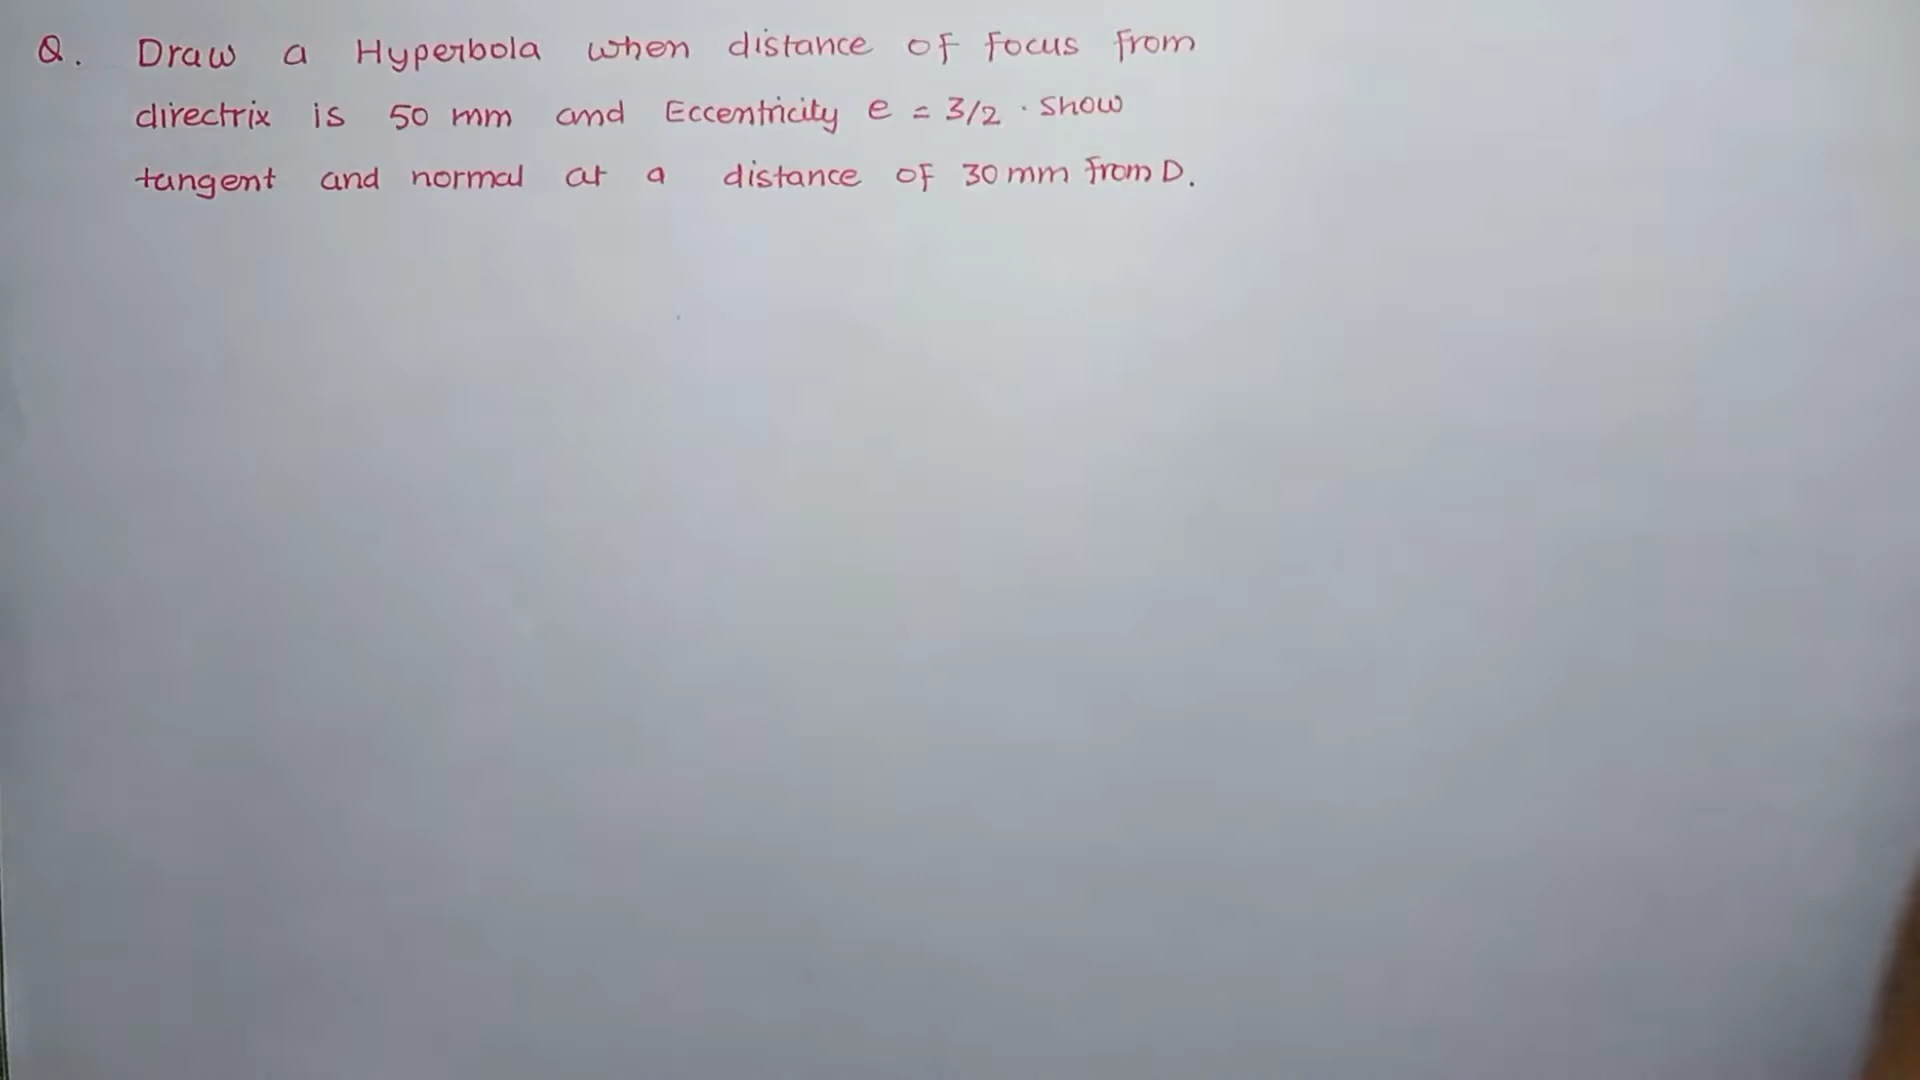 Q. Draw a Hyperbola when distance of focus from
directrix is 50 mm and Eccentricity e = 3/2 . Show
tangent and normal at a distance of 30 mm from D.